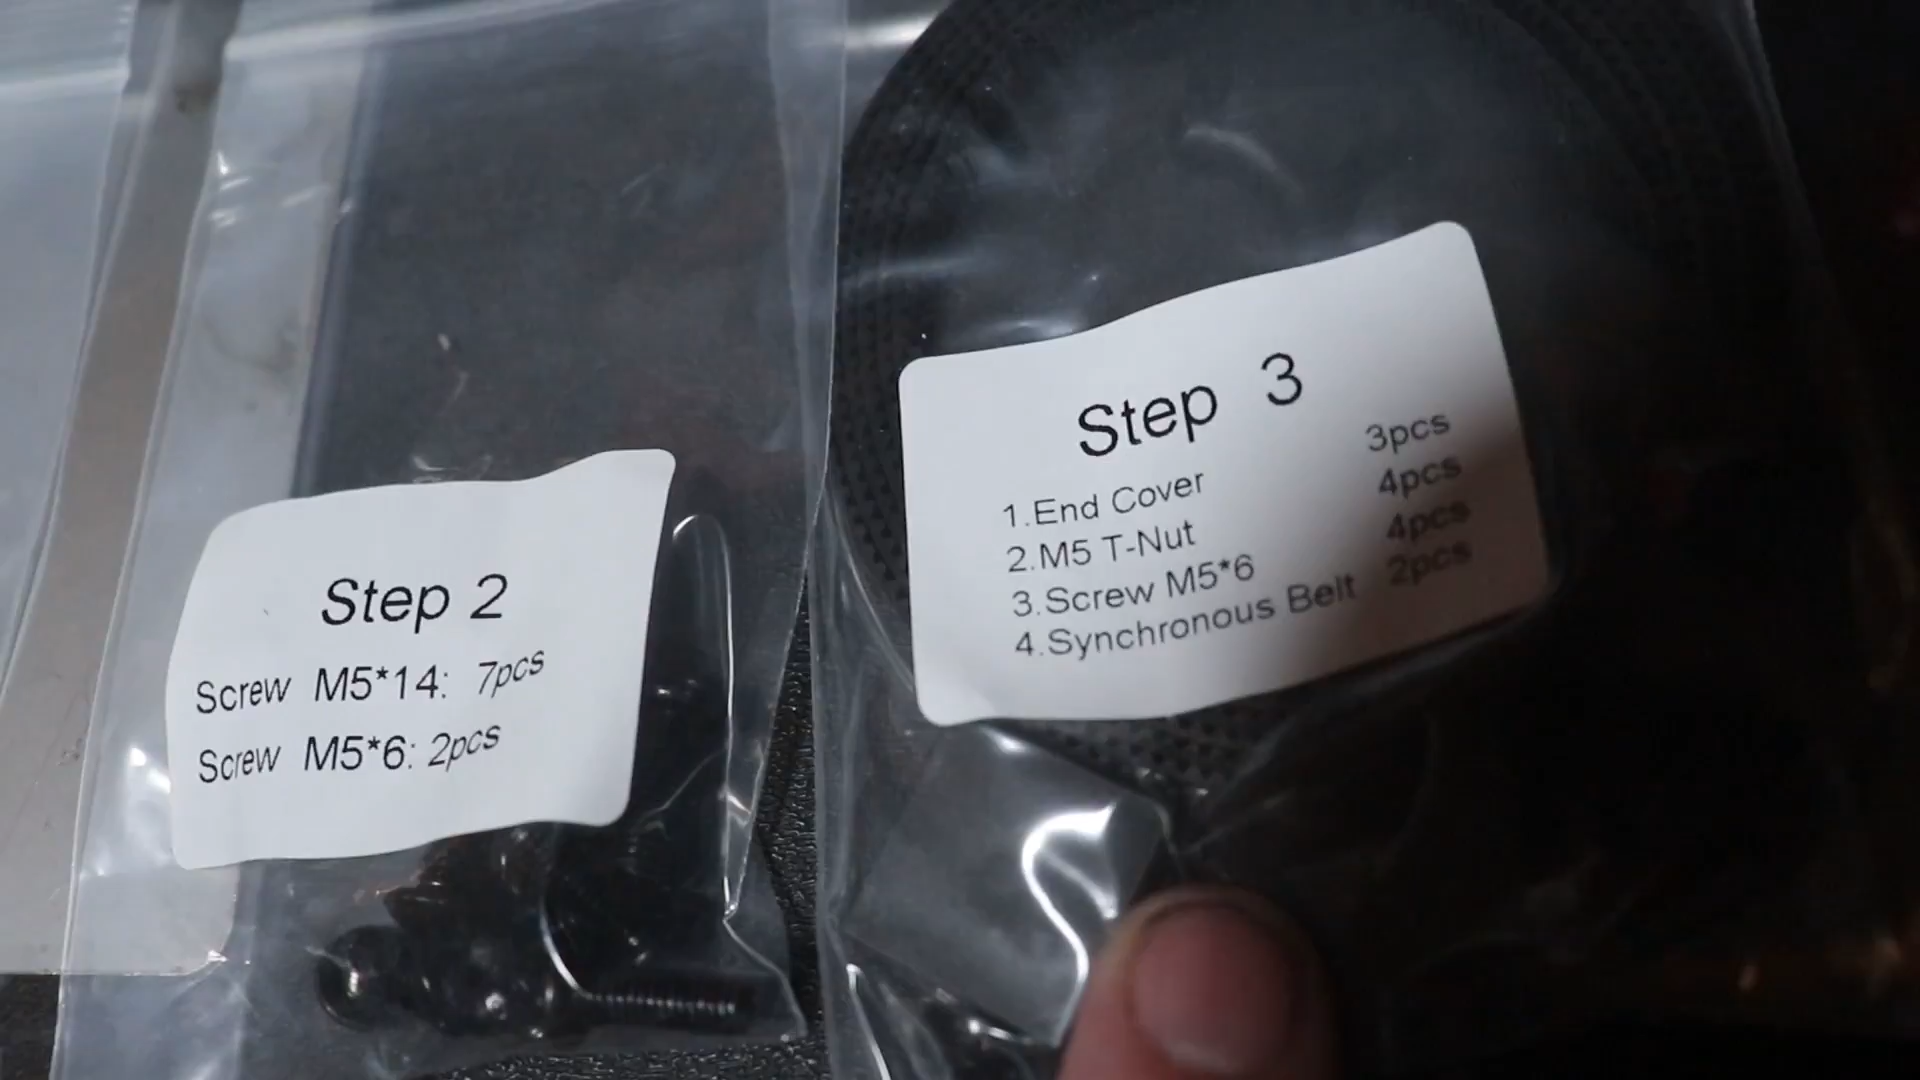 Step 2
Screw M5*14: 7pcs
Screw M5*6: 2pcs
Step 3
1.End Cover 3pcs
2.M5 T-Nut 4pcs
3.Screw M5*6 4pcs
4.Synchronous Belt 2pcs